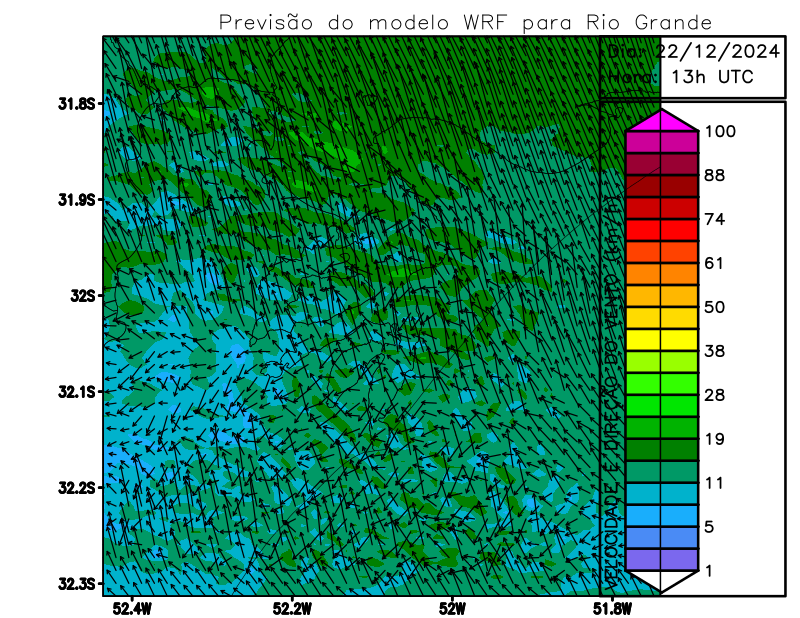 Previsão do modelo WRF para Rio Grande
Dia: 22/12/2024
Hora: 13h UTC
31.8S
31.9S
32S
32.1S
32.2S
32.3S
52.4W
52.2W
52W
51.8W
VELOCIDADE E DIREÇÃO DO VENTO (km/h)
100
88
74
61
50
38
28
19
11
5
1